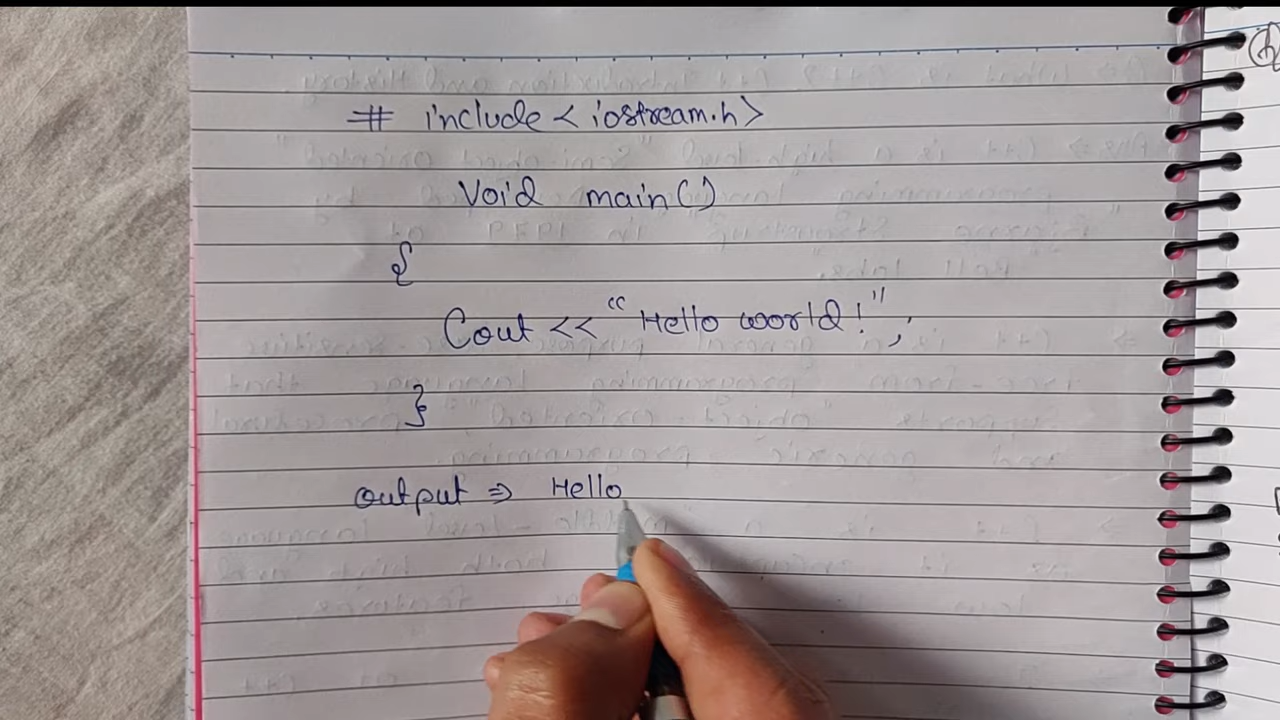 # include <iostream.h>
Void main()
{
Cout << "Hello world!";
}
output ⇒ Hello